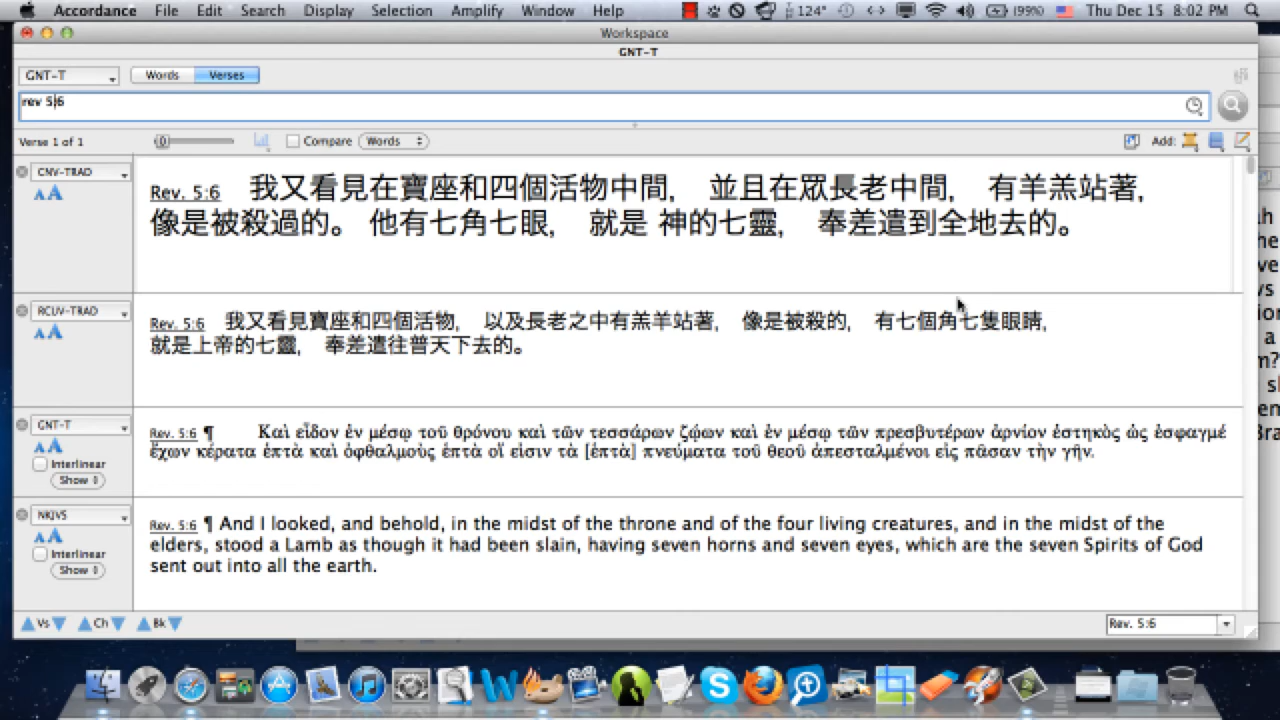 Accordance File Edit Search Display Selection Amplify Window Help 124° (99%) Thu Dec 15 8:02 PM
Workspace
GNT-T
GNT-T Words Verses
rev 5:6
Verse 1 of 1 Compare Words Add:
CNV-TRAD
Rev. 5:6 我又看見在寶座和四個活物中間， 並且在眾長老中間， 有羊羔站著，
像是被殺過的。 他有七角七眼， 就是 神的七靈， 奉差遣到全地去的。
RCUV-TRAD
Rev. 5:6 我又看見寶座和四個活物， 以及長老之中有羔羊站著， 像是被殺的， 有七個角七隻眼睛，
就是上帝的七靈， 奉差遣往普天下去的。
GNT-T
Interlinear
Show
Rev. 5:6 ¶ Καὶ εἶδον ἐν μέσῳ τοῦ θρόνου καὶ τῶν τεσσάρων ζῴων καὶ ἐν μέσῳ τῶν πρεσβυτέρων ἀρνίον ἑστηκὸς ὡς ἐσφαγμέ
ἔχων κέρατα ἑπτὰ καὶ ὀφθαλμοὺς ἑπτὰ οἵ εἰσιν τὰ [ἑπτὰ] πνεύματα τοῦ θεοῦ ἀπεσταλμένοι εἰς πᾶσαν τὴν γῆν.
NKJVS
Interlinear
Show
Rev. 5:6 ¶ And I looked, and behold, in the midst of the throne and of the four living creatures, and in the midst of the
elders, stood a Lamb as though it had been slain, having seven horns and seven eyes, which are the seven Spirits of God
sent out into all the earth.
Vs Ch Bk Rev. 5:6